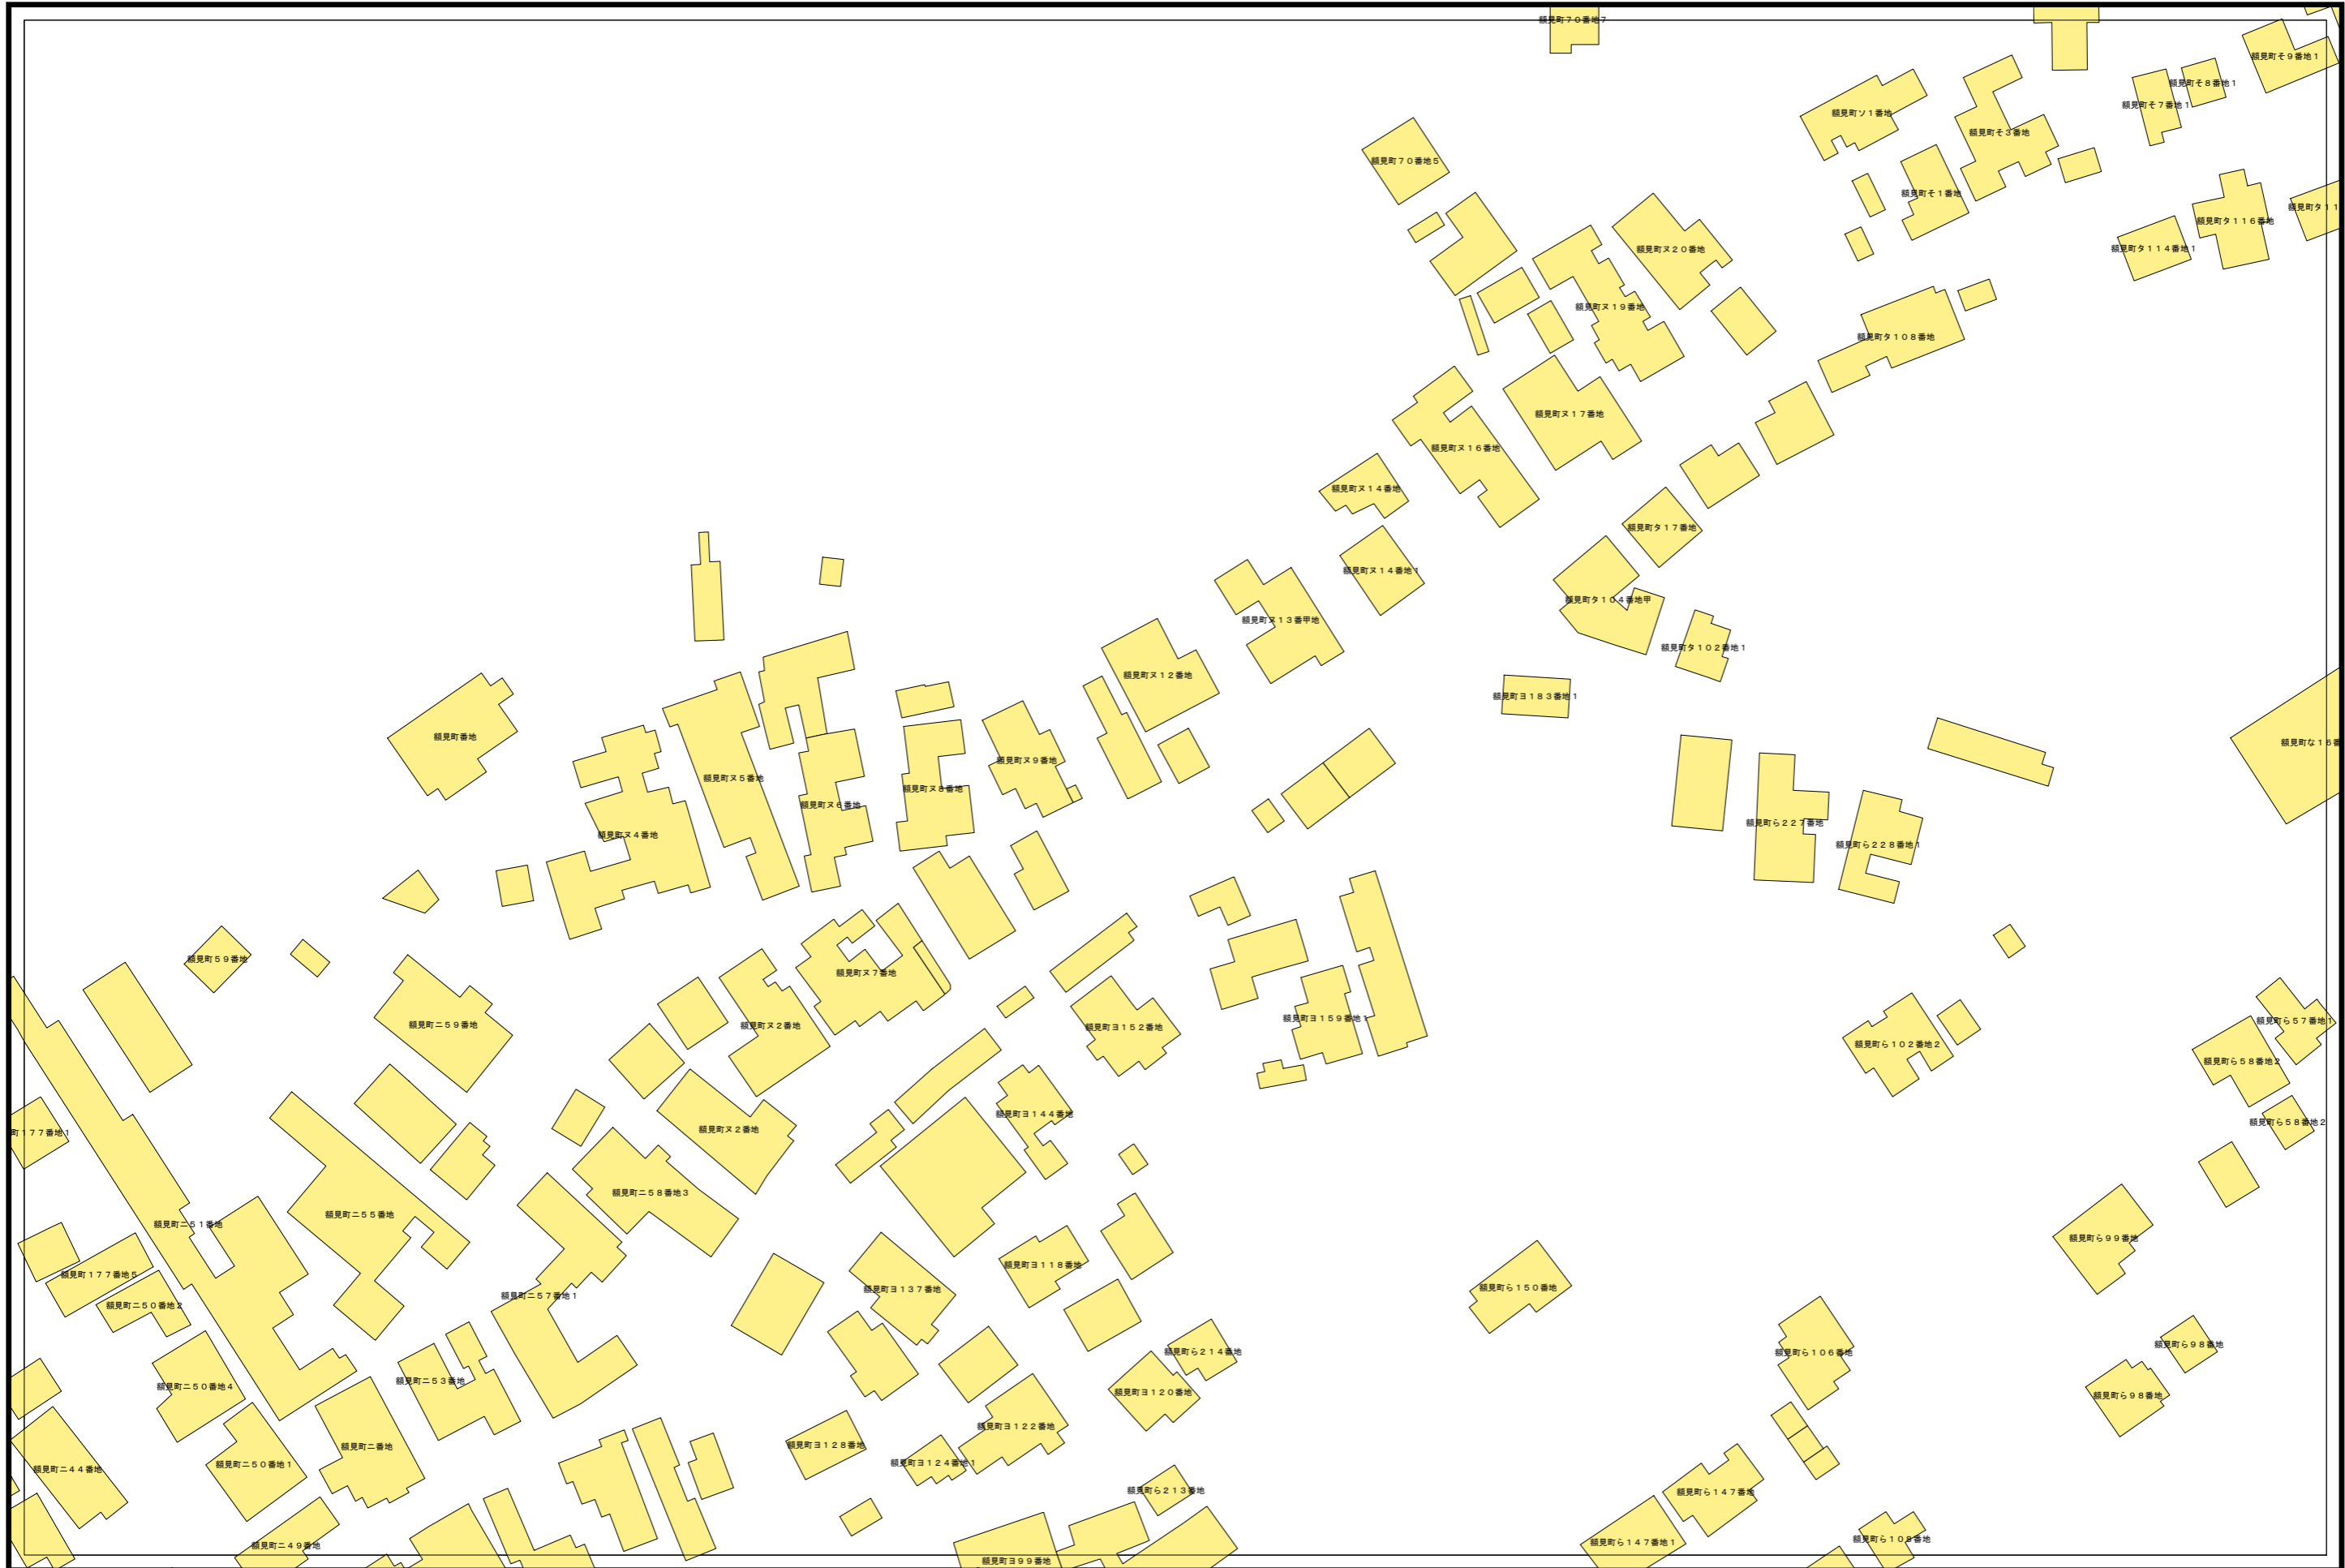 額見町７０番地７
額見町そ９番地１
額見町そ８番地１
額見町そ７番地１
額見町ソ１番地
額見町そ３番地
額見町７０番地５
額見町そ１番地
額見町タ１１
額見町タ１１６番地
額見町タ１１４番地１
額見町ヌ２０番地
額見町ヌ１９番地
額見町タ１０８番地
額見町ヌ１７番地
額見町ヌ１６番地
額見町ヌ１４番地
額見町タ１７番地
額見町ヌ１４番地１
額見町タ１０４番地甲
額見町ヌ１３番甲地
額見町タ１０２番地１
額見町ヌ１２番地
額見町ヨ１８３番地１
額見町番地
額見町な１６番
額見町ヌ９番地
額見町ヌ５番地
額見町ヌ８番地
額見町ヌ６番地
額見町ら２２７番地
額見町ヌ４番地
額見町ら２２８番地１
額見町５９番地
額見町ヌ７番地
額見町ヨ１５９番地１
額見町ら５７番地１
額見町ニ５９番地
額見町ヌ２番地
額見町ヨ１５２番地
額見町ら１０２番地２
額見町ら５８番地２
額見町ヨ１４４番地
額見町ら５８番地２
額見町ヌ２番地
町１７７番地１
額見町ニ５８番地３
額見町ニ５５番地
額見町ニ５１番地
額見町ら９９番地
額見町ヨ１１８番地
額見町１７７番地５
額見町ら１５０番地
額見町ヨ１３７番地
額見町ニ５７番地１
額見町ニ５０番地２
額見町ら９８番地
額見町ら２１４番地
額見町ら１０６番地
額見町ニ５３番地
額見町ニ５０番地４
額見町ヨ１２０番地
額見町ら９８番地
額見町ヨ１２２番地
額見町ヨ１２８番地
額見町ニ番地
額見町ヨ１２４番地１
額見町ニ５０番地１
額見町ニ４４番地
額見町ら２１３番地
額見町ら１４７番地
額見町ら１０８番地
額見町ら１４７番地１
額見町ニ４９番地
額見町ヨ９９番地